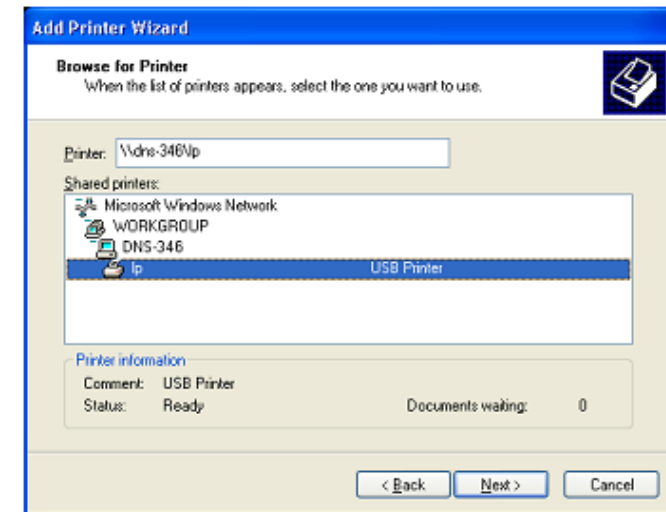 Add Printer Wizard
Browse for Printer
When the list of printers appears, select the one you want to use.
Printer: \\dns-346\lp
Shared printers:
Microsoft Windows Network
WORKGROUP
DNS-346
lp USB Printer
Printer information
Comment: USB Printer
Status: Ready Documents waiting: 0
< Back Next > Cancel